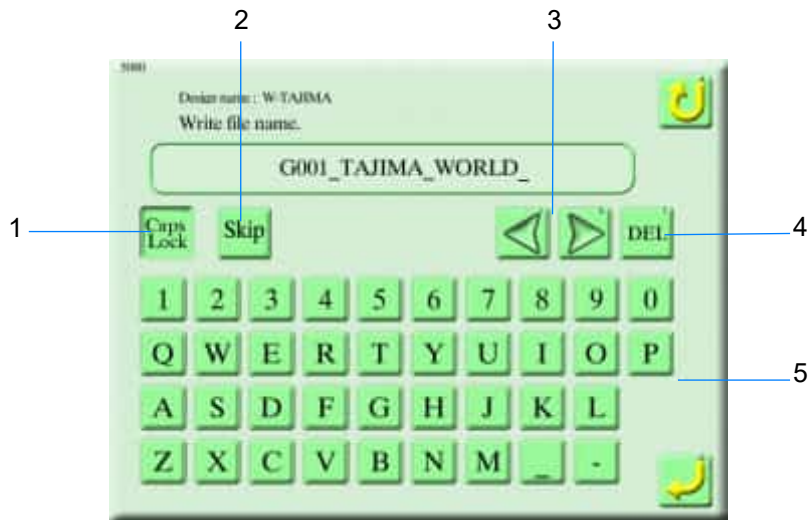 2
3
5080
Design name : W-TAJIMA
Write file name.
G001_TAJIMA_WORLD_
1
Caps
Lock
Skip
DEL
4
1 2 3 4 5 6 7 8 9 0
Q W E R T Y U I O P
5
A S D F G H J K L
Z X C V B N M _ -